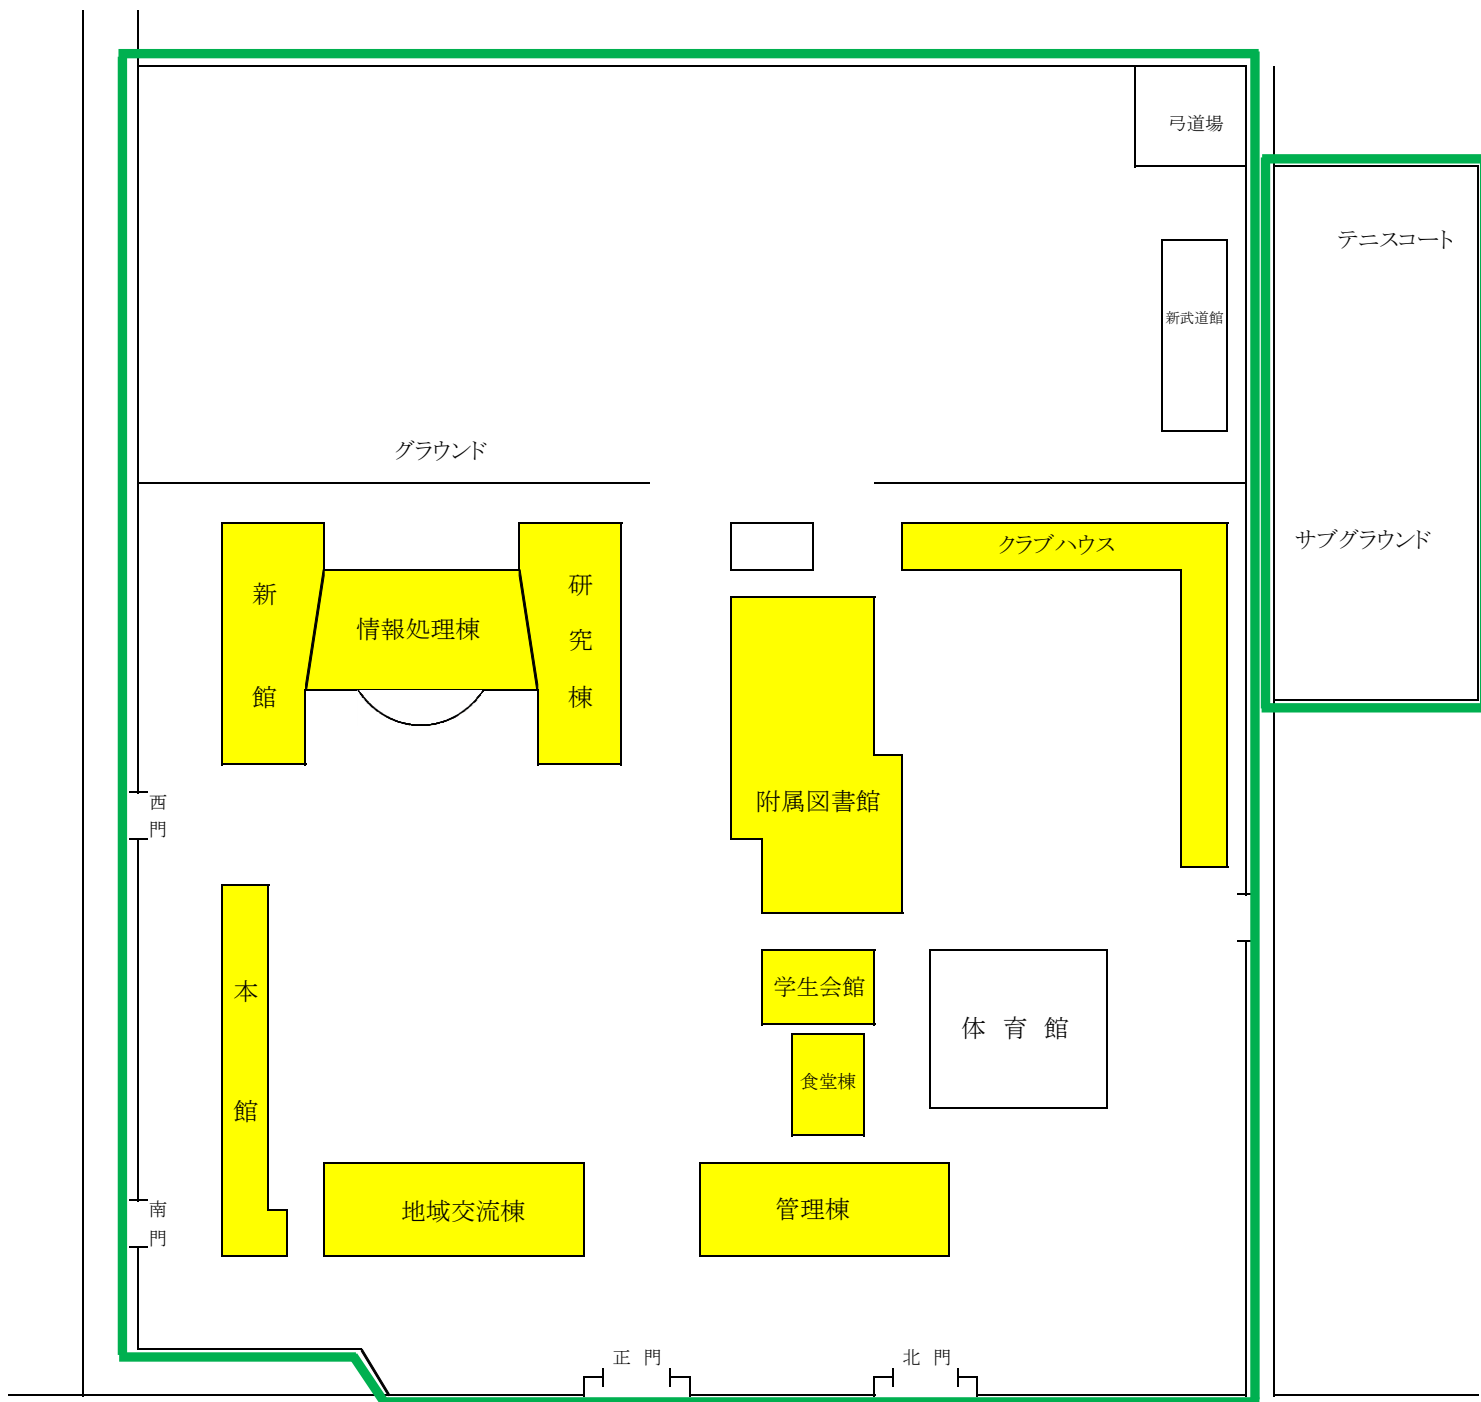 弓道場
テニスコート
新武道館
グラウンド
サブグラウンド
クラブハウス
新館
情報処理棟
研究棟
西門
附属図書館
本館
学生会館
体育館
食堂棟
南門
地域交流棟
管理棟
正門
北門